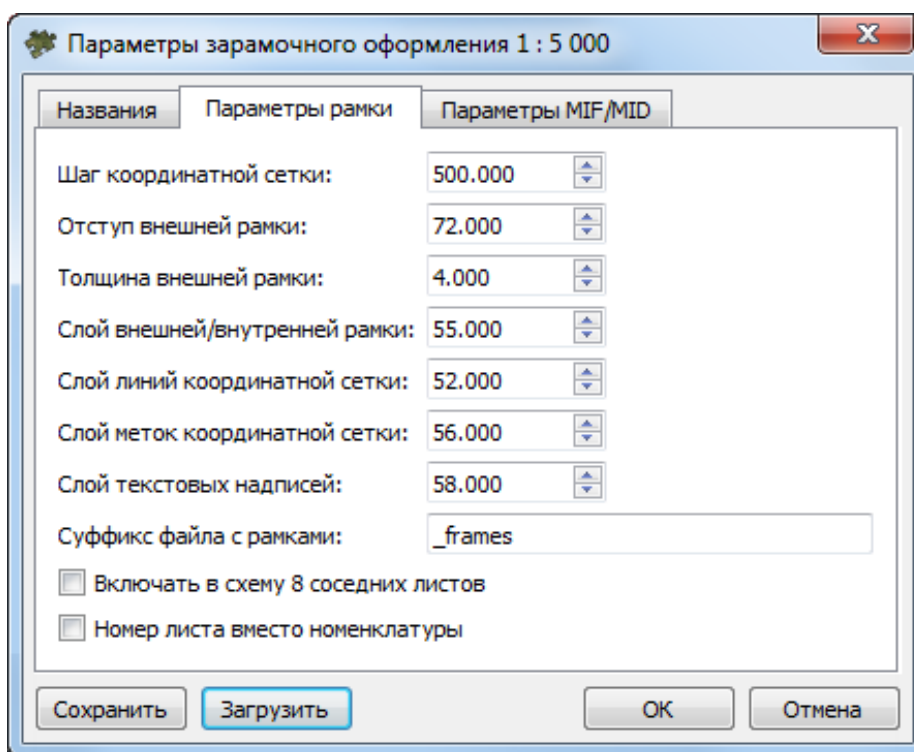 Параметры зарамочного оформления 1 : 5 000
Названия Параметры рамки Параметры MIF/MID
Шаг координатной сетки: 500.000
Отступ внешней рамки: 72.000
Толщина внешней рамки: 4.000
Слой внешней/внутренней рамки: 55.000
Слой линий координатной сетки: 52.000
Слой меток координатной сетки: 56.000
Слой текстовых надписей: 58.000
Суффикс файла с рамками: _frames
Включать в схему 8 соседних листов
Номер листа вместо номенклатуры
Сохранить Загрузить ОК Отмена